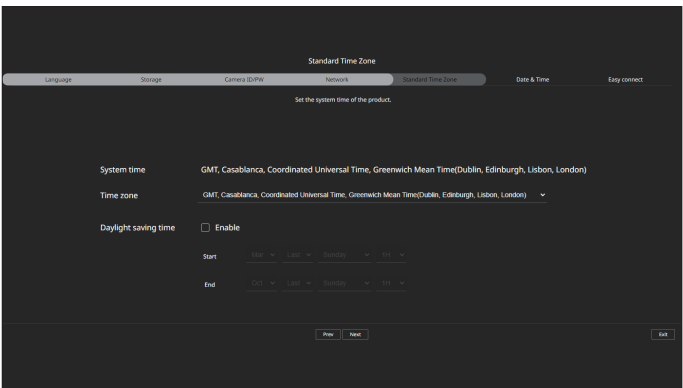 Standard Time Zone
Language Storage Camera ID/PW Network Standard Time Zone Date & Time Easy connect
Set the system time of the product.
System time GMT, Casablanca, Coordinated Universal Time, Greenwich Mean Time(Dublin, Edinburgh, Lisbon, London)
Time zone GMT, Casablanca, Coordinated Universal Time, Greenwich Mean Time(Dublin, Edinburgh, Lisbon, London)
Daylight saving time Enable
Start Mar Last Sunday 1H
End Oct Last Sunday 1H
Prev Next Exit